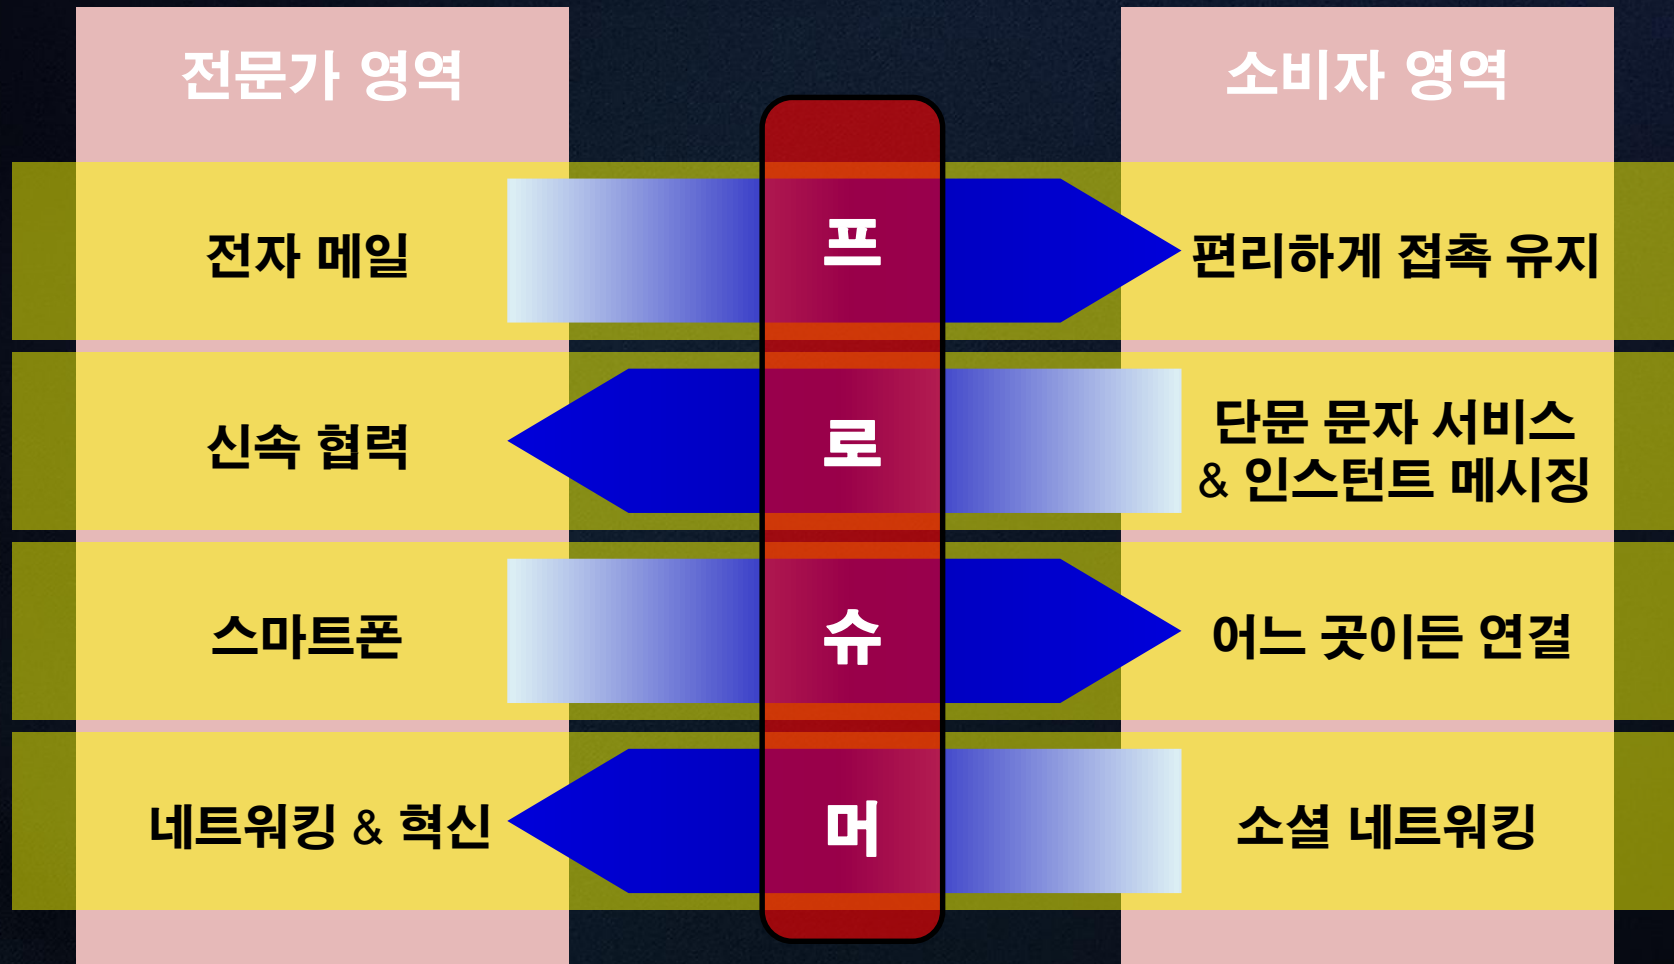 전문가 영역
소비자 영역
전자 메일
프
편리하게 접촉 유지
신속 협력
로
단문 문자 서비스
& 인스턴트 메시징
스마트폰
슈
어느 곳이든 연결
네트워킹 & 혁신
머
소셜 네트워킹